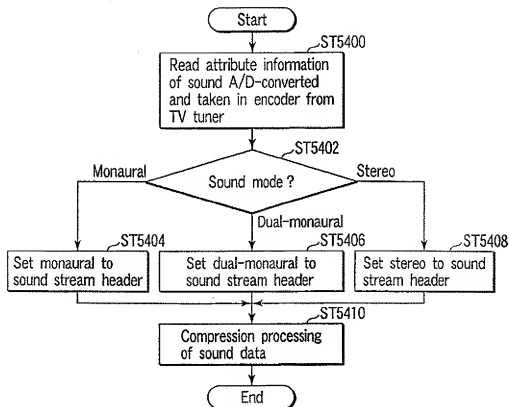 Start
ST5400
Read attribute information
of sound A/D-converted
and taken in encoder from
TV tuner
ST5402
Monaural
Sound mode ?
Stereo
Dual-monaural
ST5404
Set monaural to
sound stream header
ST5406
Set dual-monaural to
sound stream header
ST5408
Set stereo to sound
stream header
ST5410
Compression processing
of sound data
End